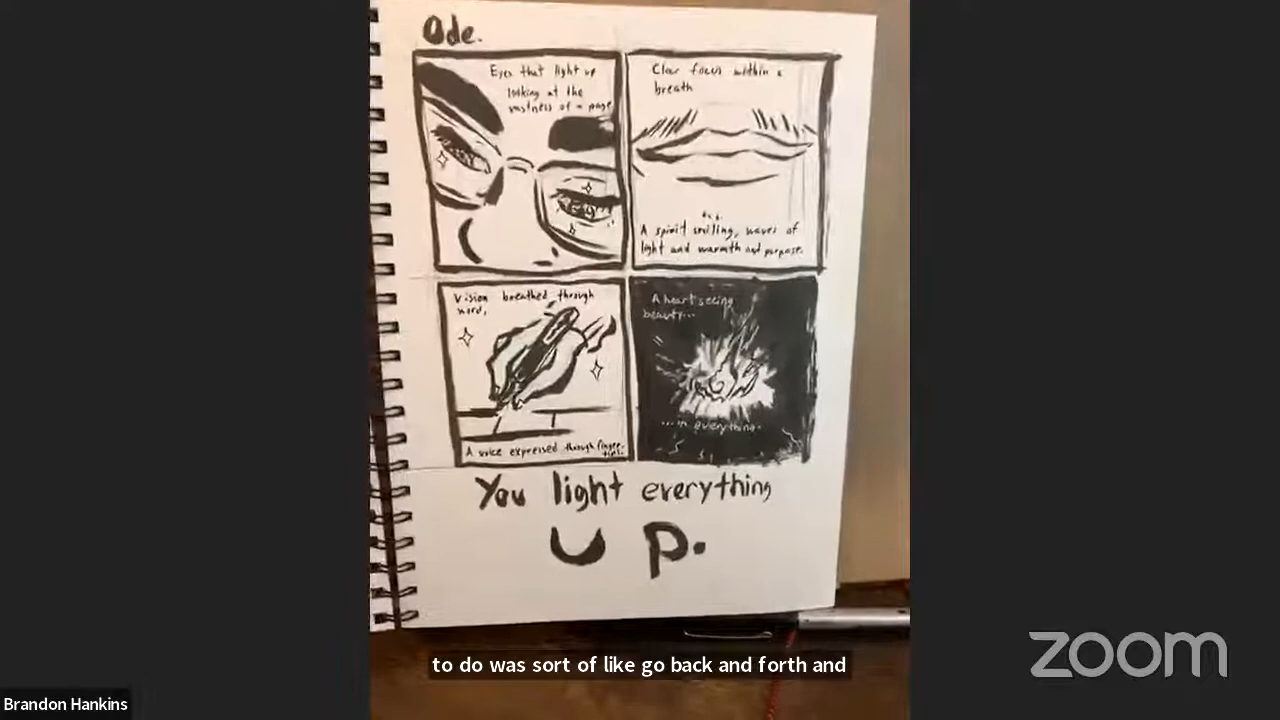 Ode.
Eyes that light up
looking at the
vastness of a page
Clear focus within a
breath
A spirit smiling, waves of
light and warmth and purpose.
Vision breathed through
word,
A voice expressed through finger-
tips.
A heart seeing
beauty...
...in everything.
You light everything
up.
to do was sort of like go back and forth and
Brandon Hankins
zoom